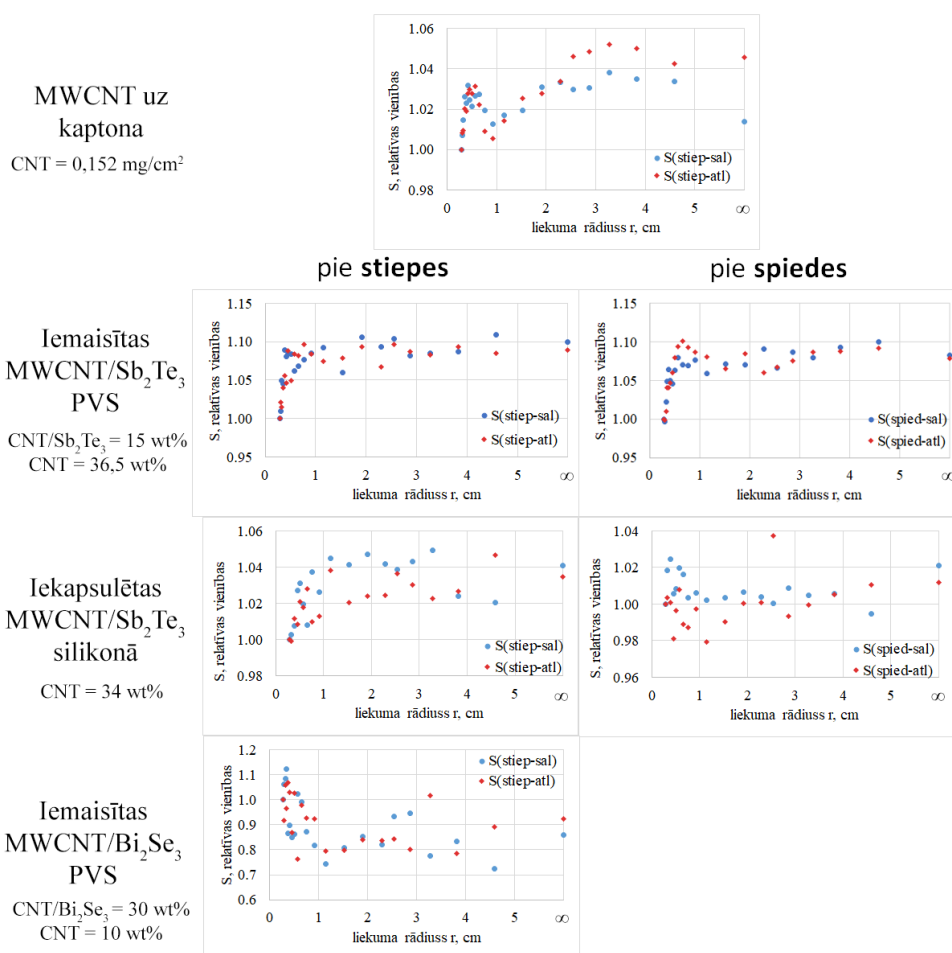 MWCNT uz
kaptona
CNT = 0,152 mg/cm²
S, relatīvas vienības
1.06
1.04
1.02
1.00
0.98
0 1 2 3 4 5 ∞
liekuma rādiuss r, cm
S(stiep-sal)
S(stiep-atl)
pie stiepes
pie spiedes
Iemaisītas
MWCNT/Sb₂Te₃
PVS
CNT/Sb₂Te₃ = 15 wt%
CNT = 36,5 wt%
S, relatīvas vienības
1.15
1.10
1.05
1.00
0.95
0 1 2 3 4 5 ∞
liekuma rādiuss r, cm
S(stiep-sal)
S(stiep-atl)
S, relatīvas vienības
1.15
1.10
1.05
1.00
0.95
0 1 2 3 4 5 ∞
liekuma rādiuss r, cm
S(spied-sal)
S(spied-atl)
Iekapsulētas
MWCNT/Sb₂Te₃
silikonā
CNT = 34 wt%
S, relatīvas vienības
1.06
1.04
1.02
1.00
0.98
0 1 2 3 4 5 ∞
liekuma rādiuss r, cm
S(stiep-sal)
S(stiep-atl)
S, relatīvas vienības
1.04
1.02
1.00
0.98
0.96
0 1 2 3 4 5 ∞
liekuma rādiuss r, cm
S(spied-sal)
S(spied-atl)
Iemaisītas
MWCNT/Bi₂Se₃
PVS
CNT/Bi₂Se₃ = 30 wt%
CNT = 10 wt%
S, relatīvas vienības
1.2
1.1
1.0
0.9
0.8
0.7
0.6
0 1 2 3 4 5 ∞
liekuma rādiuss r, cm
S(stiep-sal)
S(stiep-atl)